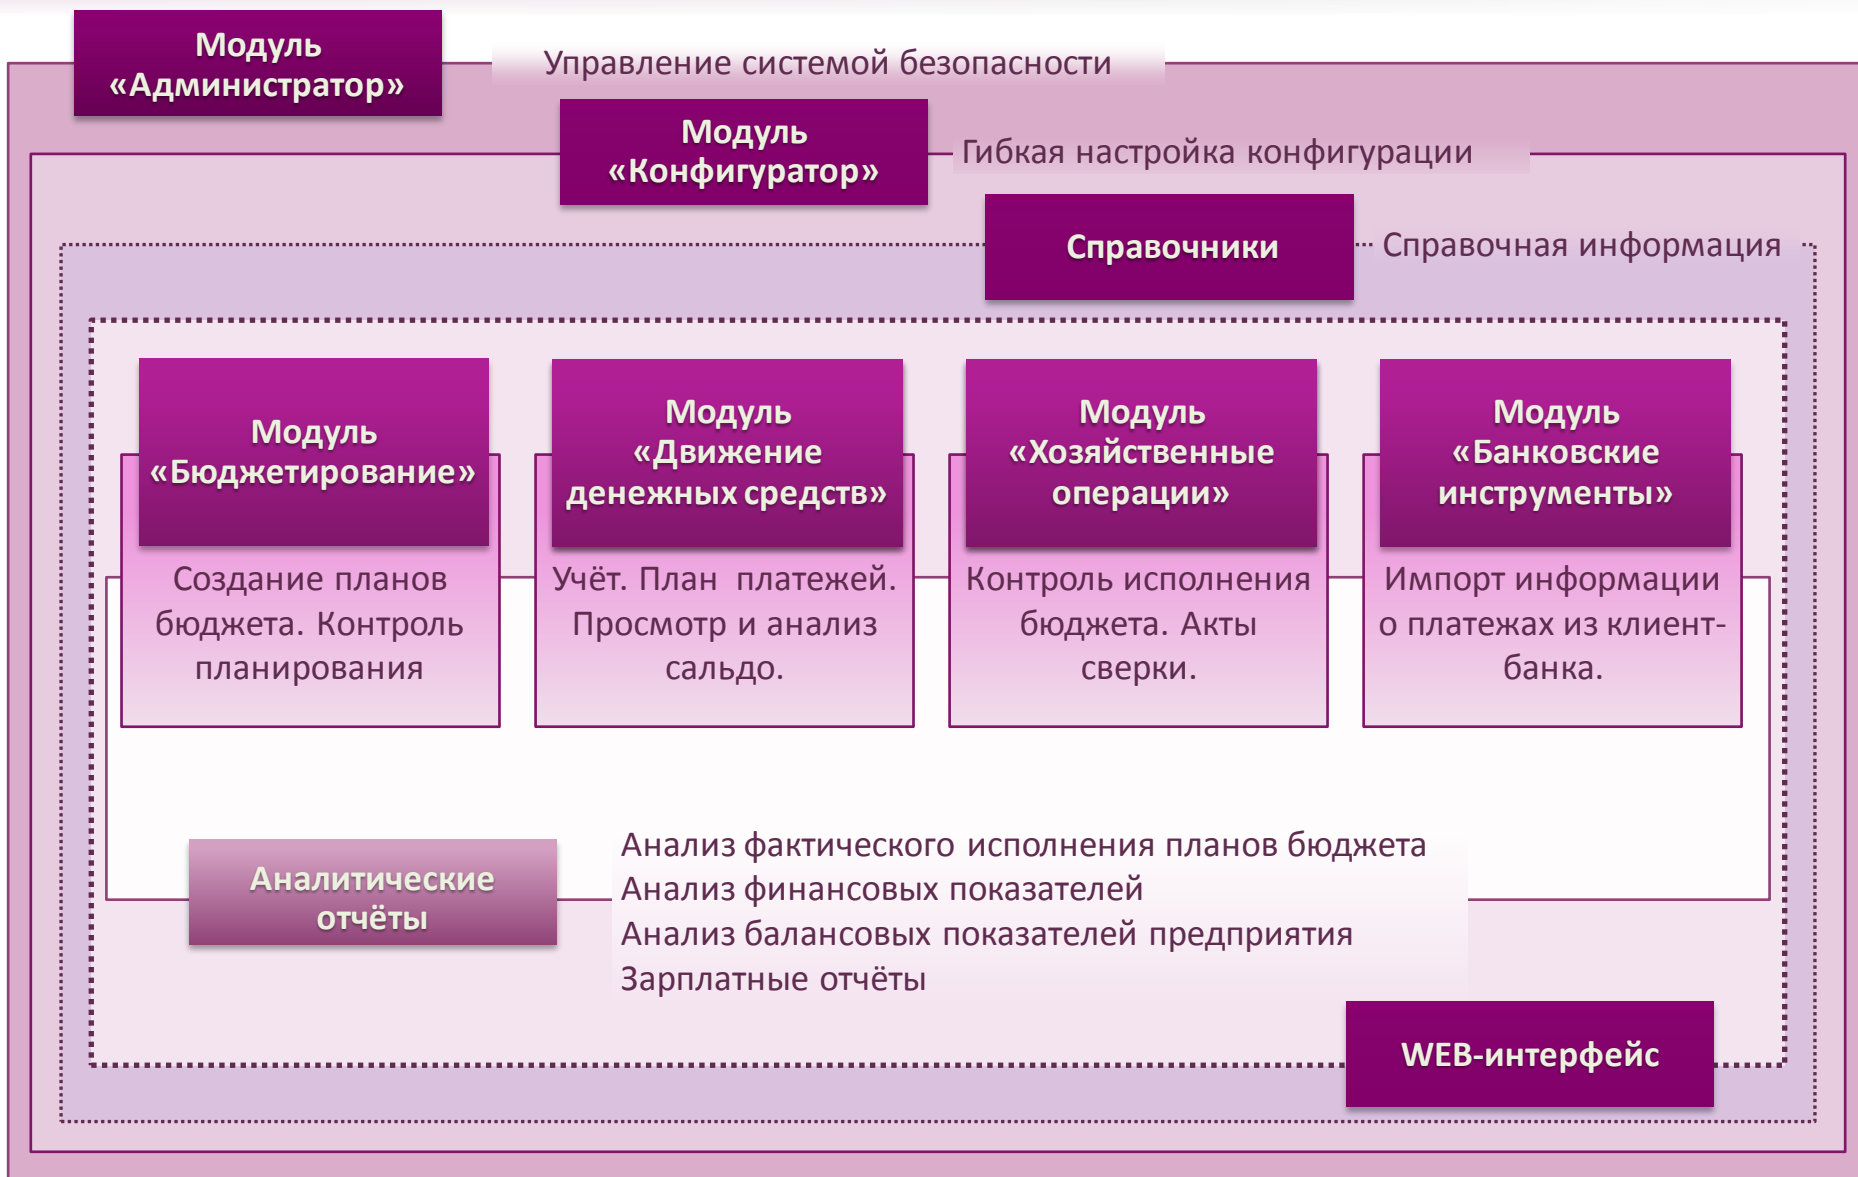 Модуль
«Администратор»
Управление системой безопасности
Модуль
«Конфигуратор»
Гибкая настройка конфигурации
Справочники
Справочная информация
Модуль
«Бюджетирование»
Создание планов
бюджета. Контроль
планирования
Модуль
«Движение
денежных средств»
Учёт. План платежей.
Просмотр и анализ
сальдо.
Модуль
«Хозяйственные
операции»
Контроль исполнения
бюджета. Акты
сверки.
Модуль
«Банковские
инструменты»
Импорт информации
о платежах из клиент-
банка.
Аналитические
отчёты
Анализ фактического исполнения планов бюджета
Анализ финансовых показателей
Анализ балансовых показателей предприятия
Зарплатные отчёты
WEB-интерфейс